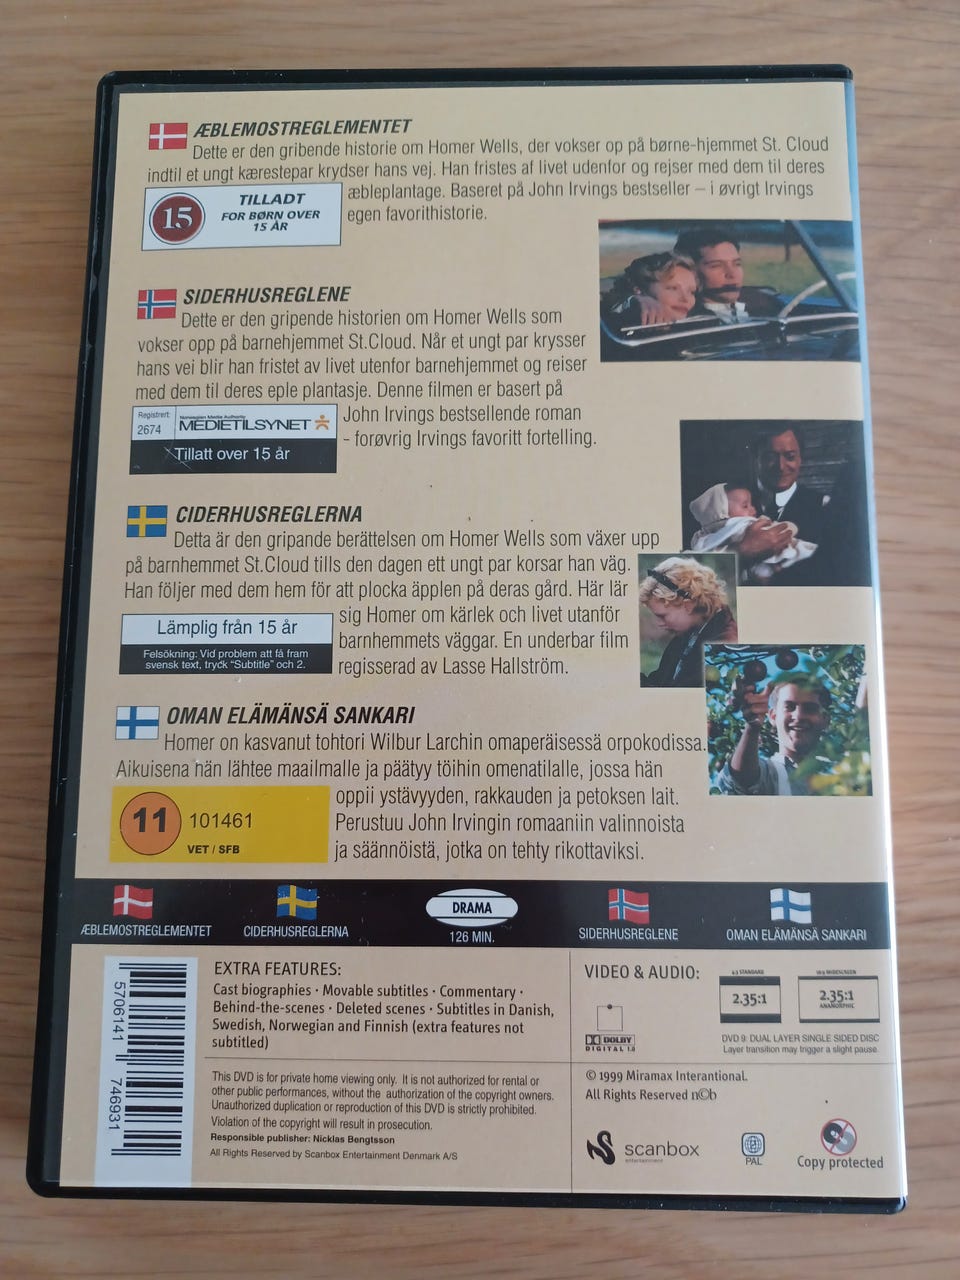 ÆBLEMOSTREGLEMENTET
Dette er den gribende historie om Homer Wells, der vokser op på børne-hjemmet St. Cloud
indtil et ungt kærestepar krydser hans vej. Han fristes af livet udenfor og rejser med dem til deres
æbleplantage. Baseret på John Irvings bestseller – i øvrigt Irvings
egen favorithistorie.
15
TILLADT
FOR BØRN OVER
15 ÅR
SIDERHUSREGLENE
Dette er den gripende historien om Homer Wells som
vokser opp på barnehjemmet St.Cloud. Når et ungt par krysser
hans vei blir han fristet av livet utenfor barnehjemmet og reiser
med dem til deres eple plantasje. Denne filmen er basert på
John Irvings bestsellende roman
- forøvrig Irvings favoritt fortelling.
Registrert:
2674
Norwegian Media Authority
MEDIETILSYNET
Tillatt over 15 år
CIDERHUSREGLERNA
Detta är den gripande berättelsen om Homer Wells som växer upp
på barnhemmet St.Cloud tills den dagen ett ungt par korsar han väg.
Han följer med dem hem för att plocka äpplen på deras gård. Här lär
sig Homer om kärlek och livet utanför
barnhemmets väggar. En underbar film
regisserad av Lasse Hallström.
Lämplig från 15 år
Felsökning: Vid problem att få fram
svensk text, tryck "Subtitle" och 2.
OMAN ELÄMÄNSÄ SANKARI
Homer on kasvanut tohtori Wilbur Larchin omaperäisessä orpokodissa.
Aikuisena hän lähtee maailmalle ja päätyy töihin omenatilalle, jossa hän
oppii ystävyyden, rakkauden ja petoksen lait.
Perustuu John Irvingin romaaniin valinnoista
ja säännöistä, jotka on tehty rikottaviksi.
11
101461
VET / SFB
ÆBLEMOSTREGLEMENTET
CIDERHUSREGLERNA
DRAMA
126 MIN.
SIDERHUSREGLENE
OMAN ELÄMÄNSÄ SANKARI
5706141 746931
EXTRA FEATURES:
Cast biographies · Movable subtitles · Commentary ·
Behind-the-scenes · Deleted scenes · Subtitles in Danish,
Swedish, Norwegian and Finnish (extra features not
subtitled)
This DVD is for private home viewing only. It is not authorized for rental or
other public performances, without the authorization of the copyright owners.
Unauthorized duplication or reproduction of this DVD is strictly prohibited.
Violation of the copyright will result in prosecution.
Responsible publisher: Nicklas Bengtsson
All Rights Reserved by Scanbox Entertainment Denmark A/S
VIDEO & AUDIO:
DOLBY
DIGITAL 1.0
4:3 STANDARD
2.35:1
16:9 WIDESCREEN
2.35:1
ANAMORPHIC
DVD 9: DUAL LAYER SINGLE SIDED DISC
Layer transition may trigger a slight pause.
© 1999 Miramax Interantional.
All Rights Reserved n©b
scanbox
entertainment
PAL
Copy protected